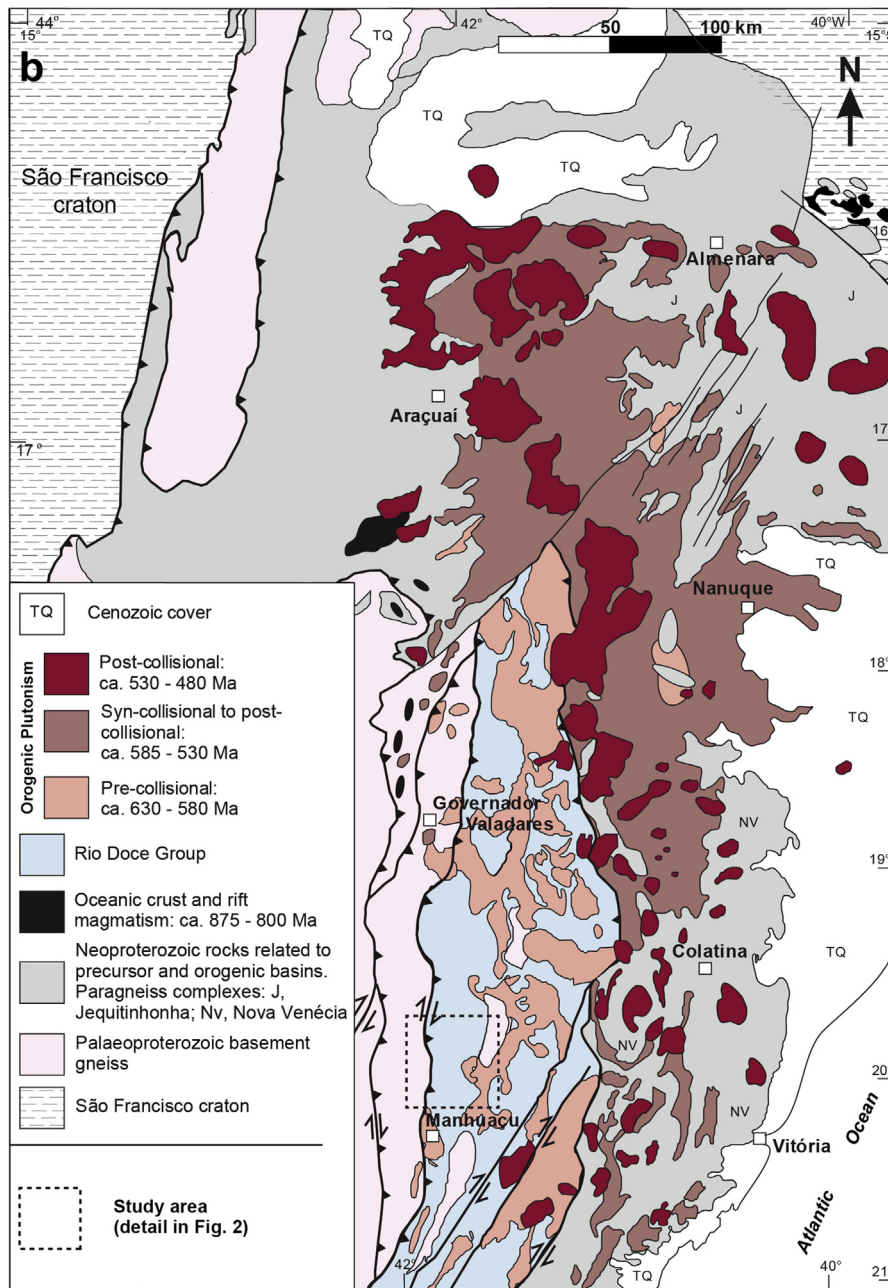 44°
42°
40°W
15°
15°s
b
50
100 km
N
TQ
TQ
TQ
São Francisco
craton
16
Almenara
J
J
Araçuaí
J
17°
17
TQ
Nanuque
18°
TQ
Governador
Valadares
NV
19°
TQ
Colatina
NV
20°
NV
Manhuaçu
Vitória
Atlantic Ocean
42°
TQ
40°
21
TQ
Cenozoic cover
Orogenic Plutonism
Post-collisional:
ca. 530 - 480 Ma
Syn-collisional to post-
collisional:
ca. 585 - 530 Ma
Pre-collisional:
ca. 630 - 580 Ma
Rio Doce Group
Oceanic crust and rift
magmatism: ca. 875 - 800 Ma
Neoproterozoic rocks related to
precursor and orogenic basins.
Paragneiss complexes: J,
Jequitinhonha; Nv, Nova Venécia
Palaeoproterozoic basement
gneiss
São Francisco craton
Study area
(detail in Fig. 2)